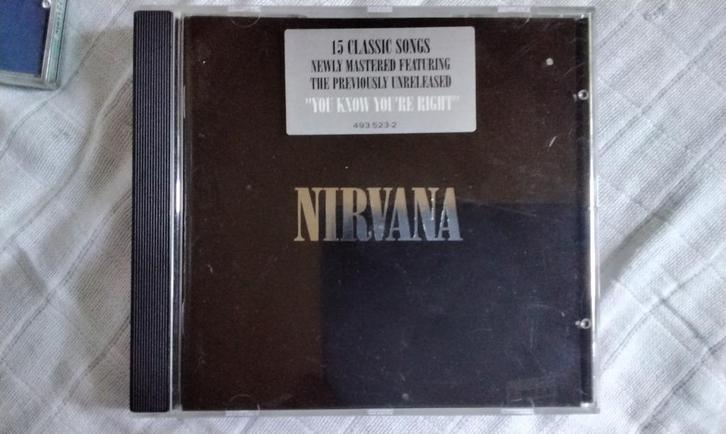 15 CLASSIC SONGS
NEWLY MASTERED FEATURING
THE PREVIOUSLY UNRELEASED
"YOU KNOW YOU'RE RIGHT"
493 523-2
NIRVANA